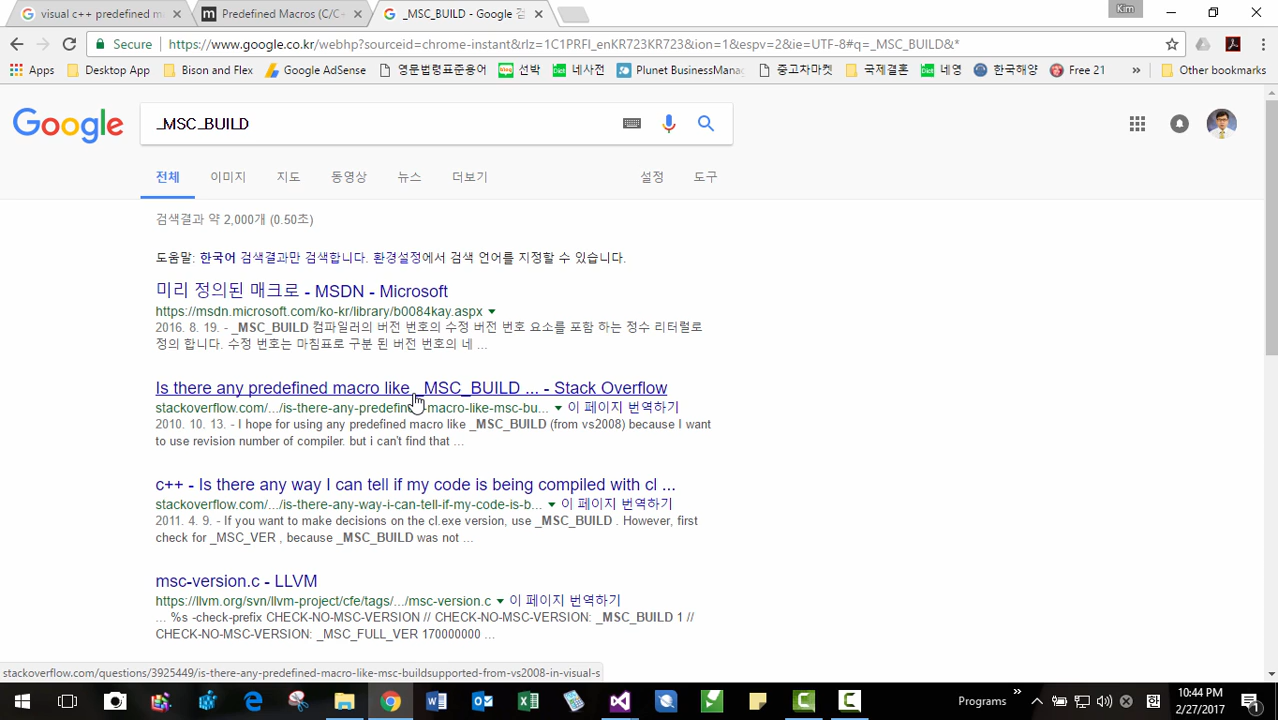 visual c++ predefined m
Predefined Macros (C/C
_MSC_BUILD - Google 검
Kim
Secure
https://www.google.co.kr/webhp?sourceid=chrome-instant&rlz=1C1PRFI_enKR723KR723&ion=1&espv=2&ie=UTF-8#q=_MSC_BUILD&*
Apps
Desktop App
Bison and Flex
Google AdSense
영문법령표준용어
선박
네사전
Plunet BusinessMana
중고차마켓
국제결혼
네영
한국해양
Free 21
»
Other bookmarks
Google
_MSC_BUILD
전체 이미지 지도 동영상 뉴스 더보기 설정 도구
검색결과 약 2,000개 (0.50초)
도움말: 한국어 검색결과만 검색합니다. 환경설정에서 검색 언어를 지정할 수 있습니다.
미리 정의된 매크로 - MSDN - Microsoft
https://msdn.microsoft.com/ko-kr/library/b0084kay.aspx
2016. 8. 19. - _MSC_BUILD 컴파일러의 버전 번호의 수정 버전 번호 요소를 포함 하는 정수 리터럴로
정의 합니다. 수정 번호는 마침표로 구분 된 버전 번호의 네 ...
Is there any predefined macro like _MSC_BUILD ... - Stack Overflow
stackoverflow.com/.../is-there-any-predefined-macro-like-msc-bu... 이 페이지 번역하기
2010. 10. 13. - I hope for using any predefined macro like _MSC_BUILD (from vs2008) because I want
to use revision number of compiler. but i can't find that ...
c++ - Is there any way I can tell if my code is being compiled with cl ...
stackoverflow.com/.../is-there-any-way-i-can-tell-if-my-code-is-b... 이 페이지 번역하기
2011. 4. 9. - If you want to make decisions on the cl.exe version, use _MSC_BUILD . However, first
check for _MSC_VER , because _MSC_BUILD was not ...
msc-version.c - LLVM
https://llvm.org/svn/llvm-project/cfe/tags/.../msc-version.c 이 페이지 번역하기
... %s -check-prefix CHECK-NO-MSC-VERSION // CHECK-NO-MSC-VERSION: _MSC_BUILD 1 //
CHECK-NO-MSC-VERSION: _MSC_FULL_VER 170000000 ...
stackoverflow.com/questions/3925449/is-there-any-predefined-macro-like-msc-buildsupported-from-vs2008-in-visual-s
Programs
»
한
10:44 PM
2/27/2017
1